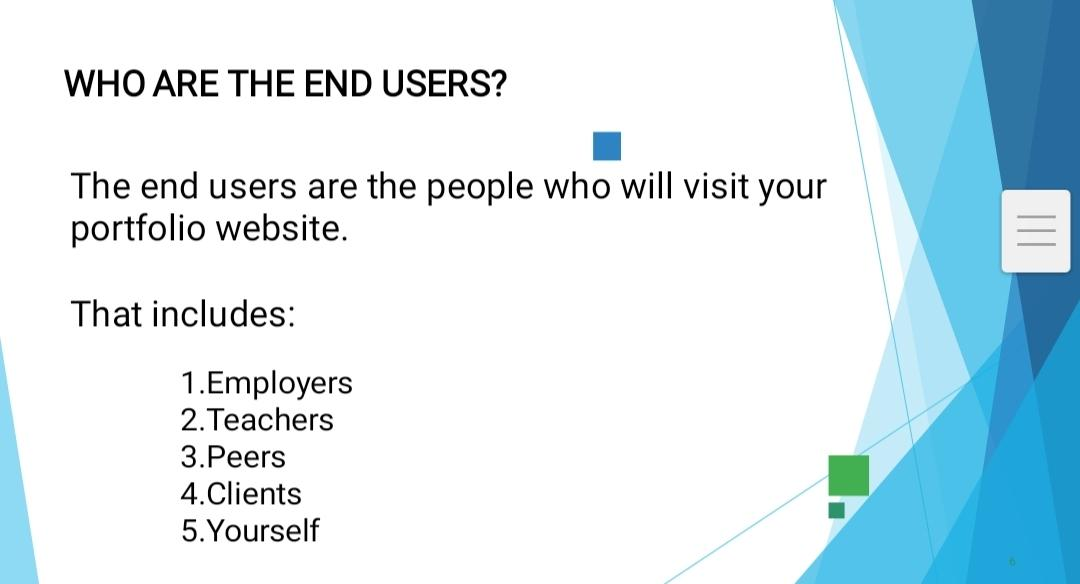 WHO ARE THE END USERS?
The end users are the people who will visit your
portfolio website.
That includes:
1.Employers
2.Teachers
3.Peers
4.Clients
5.Yourself
6